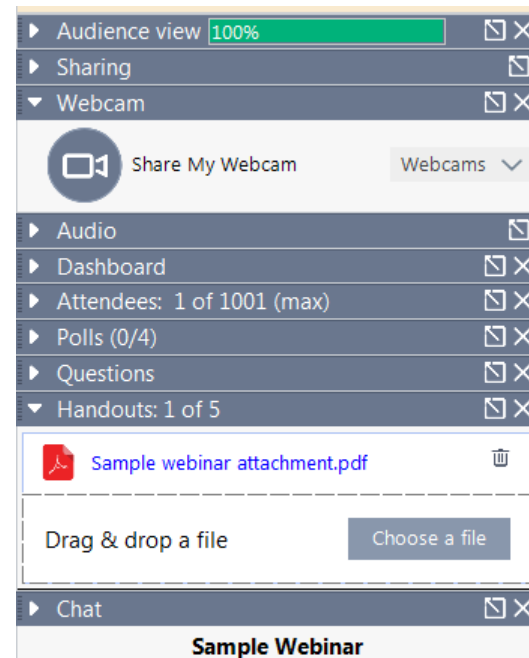 Audience view 100%
Sharing
Webcam
Share My Webcam Webcams
Audio
Dashboard
Attendees: 1 of 1001 (max)
Polls (0/4)
Questions
Handouts: 1 of 5
Sample webinar attachment.pdf
Drag & drop a file Choose a file
Chat
Sample Webinar